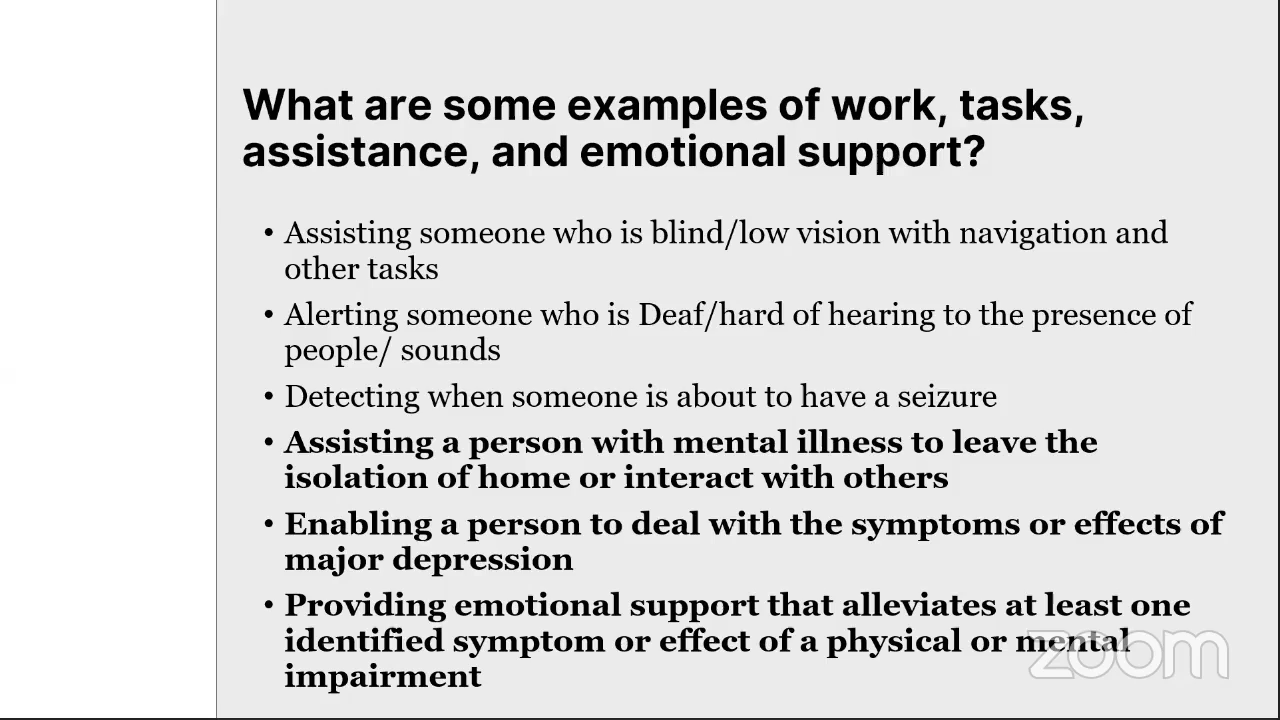 What are some examples of work, tasks,
assistance, and emotional support?
• Assisting someone who is blind/low vision with navigation and
other tasks
• Alerting someone who is Deaf/hard of hearing to the presence of
people/ sounds
• Detecting when someone is about to have a seizure
• Assisting a person with mental illness to leave the
isolation of home or interact with others
• Enabling a person to deal with the symptoms or effects of
major depression
• Providing emotional support that alleviates at least one
identified symptom or effect of a physical or mental
impairment
zoom